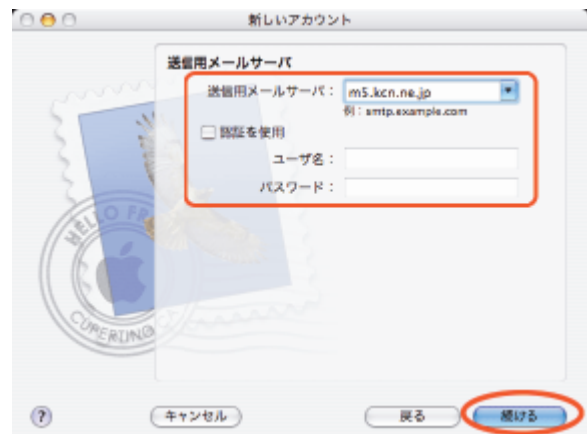 新しいアカウント
送信用メールサーバ
送信用メールサーバ： m5.kcn.ne.jp
例：smtp.example.com
認証を使用
ユーザ名：
パスワード：
HELLO FR
CUPERTINO
? キャンセル 戻る 続ける